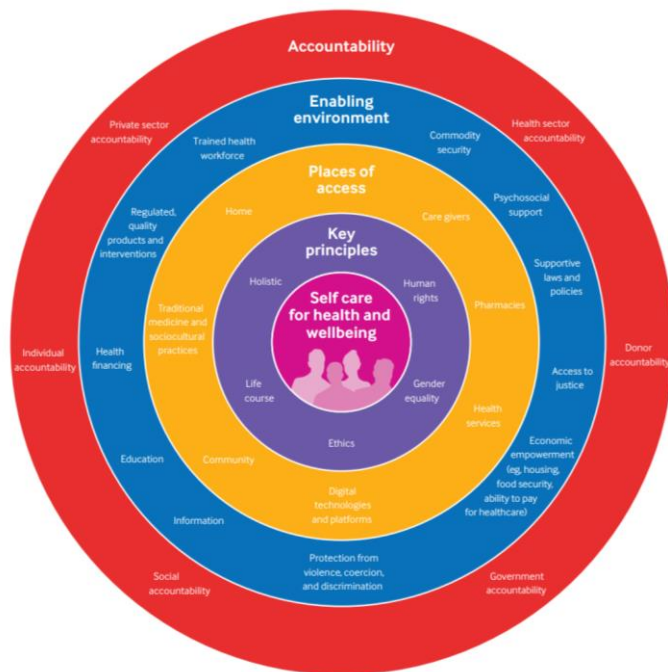 Accountability
Private sector
accountability
Health sector
accountability
Individual
accountability
Donor
accountability
Social
accountability
Government
accountability
Enabling
environment
Trained health
workforce
Commodity
security
Regulated,
quality
products and
interventions
Psychosocial
support
Supportive
laws and
policies
Health
financing
Access to
justice
Education
Economic
empowerment
(eg, housing,
food security,
ability to pay
for healthcare)
Information
Protection from
violence, coercion,
and discrimination
Places of
access
Home
Care givers
Traditional
medicine and
sociocultural
practices
Pharmacies
Community
Health
services
Digital
technologies
and platforms
Key
principles
Holistic
Human
rights
Life
course
Gender
equality
Ethics
Self care
for health and
wellbeing